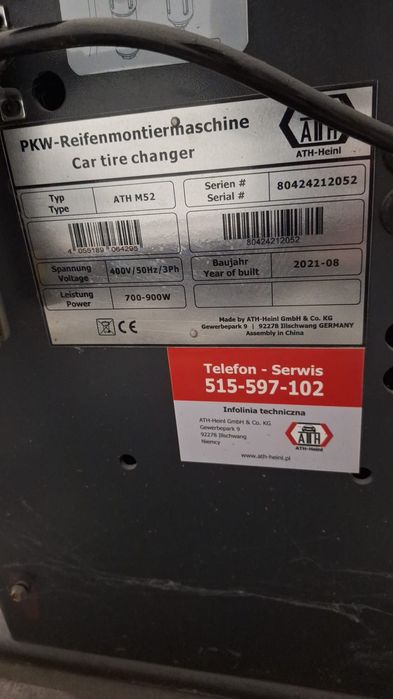 PKW-Reifenmontiermaschine
Car tire changer
ATH
ATH-Heinl
Typ
Type
ATH M52
Serien #
Serial #
80424212052
4 055189 064295
80424212052
Spannung
Voltage
400V/50Hz/3Ph
Baujahr
Year of built
2021-08
Leistung
Power
700-900W
CE
Made by ATH-Heinl GmbH & Co. KG
Gewerbepark 9 | 92278 Illschwang GERMANY
Assembly in China
Telefon - Serwis
515-597-102
Infolinia techniczna
ATH-Heinl GmbH & Co. KG
Gewerbepark 9
92278 Illschwang
Niemcy
ATH
ATH-Heinl
www.ath-heinl.pl